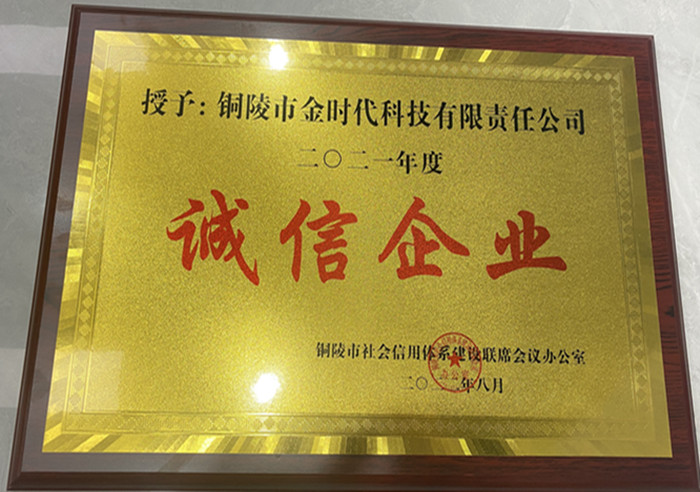 授予：铜陵市金时代科技有限责任公司
二〇二一年度
诚信企业
铜陵市社会信用体系建设联席会议办公室
二〇二二年八月